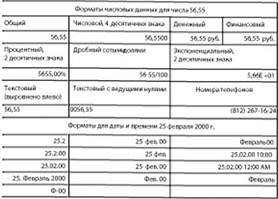 Форматы числовых данных для числа 56,55
Общий Числовой, 4 десятичных знака Денежный Финансовый
56,55 56,5500 56,55 руб. 56,55 руб.
Процентный, 2 десятичных знака Дробный сотыми долями Экспоненциальный, 2 десятичных знака
5655,00% 56 55/100 5,66E +01
Текстовый (выровнено влево) Текстовый с ведущими нулями Номера телефонов
56,55 0056,55 (812) 267-16-24
Форматы для даты и времени 25 февраля 2000 г.
25.2 25 фев. 00 Февраль 00
25.2.00 25 фев. 25.02.00 10:00
25.02.00 25 фев. 00 25.02.00 12:00 AM
25, Февраль 2000 Фев. 00 Февраль
Ф-00